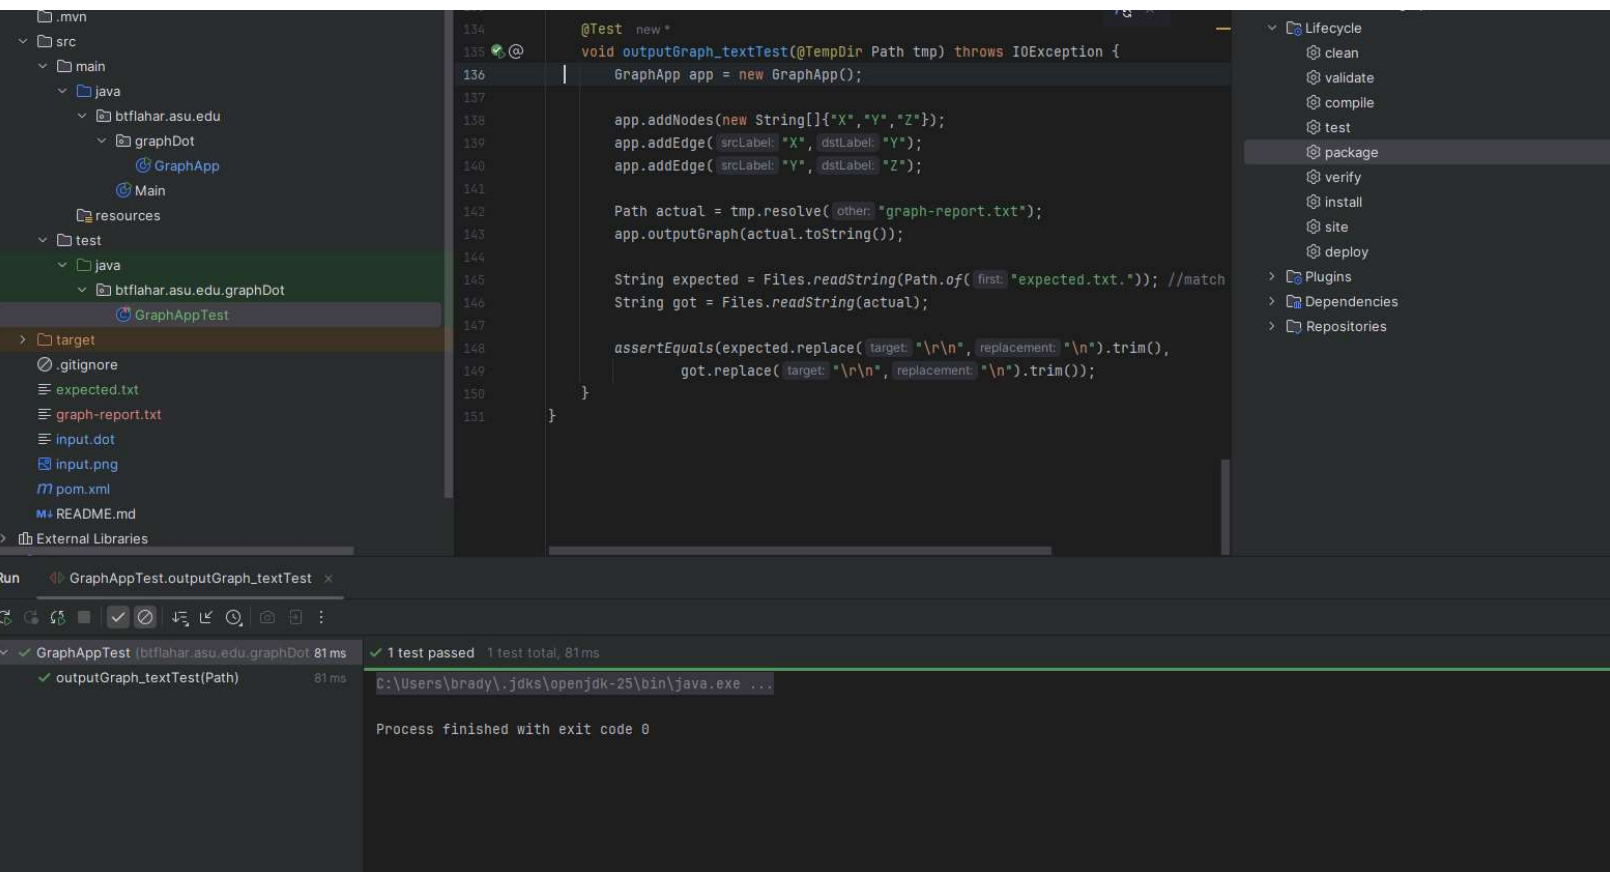 .mvn
src
main
java
btflahar.asu.edu
graphDot
GraphApp
Main
resources
test
java
btflahar.asu.edu.graphDot
GraphAppTest
target
.gitignore
expected.txt
graph-report.txt
input.dot
input.png
pom.xml
M↓ README.md
External Libraries
134 @Test new *
135 void outputGraph_textTest(@TempDir Path tmp) throws IOException {
136 GraphApp app = new GraphApp();
137
138 app.addNodes(new String[]{"X","Y","Z"});
139 app.addEdge( srcLabel: "X", dstLabel: "Y");
140 app.addEdge( srcLabel: "Y", dstLabel: "Z");
141
142 Path actual = tmp.resolve( other: "graph-report.txt");
143 app.outputGraph(actual.toString());
144
145 String expected = Files.readString(Path.of( first: "expected.txt.")); //match
146 String got = Files.readString(actual);
147
148 assertEquals(expected.replace( target: "\r\n", replacement: "\n").trim(),
149 got.replace( target: "\r\n", replacement: "\n").trim());
150 }
151 }
Lifecycle
clean
validate
compile
test
package
verify
install
site
deploy
Plugins
Dependencies
Repositories
Run GraphAppTest.outputGraph_textTest ×
GraphAppTest (btflahar.asu.edu.graphDot 81 ms
outputGraph_textTest(Path) 81 ms
1 test passed 1 test total, 81 ms
C:\Users\brady\.jdks\openjdk-25\bin\java.exe ...
Process finished with exit code 0